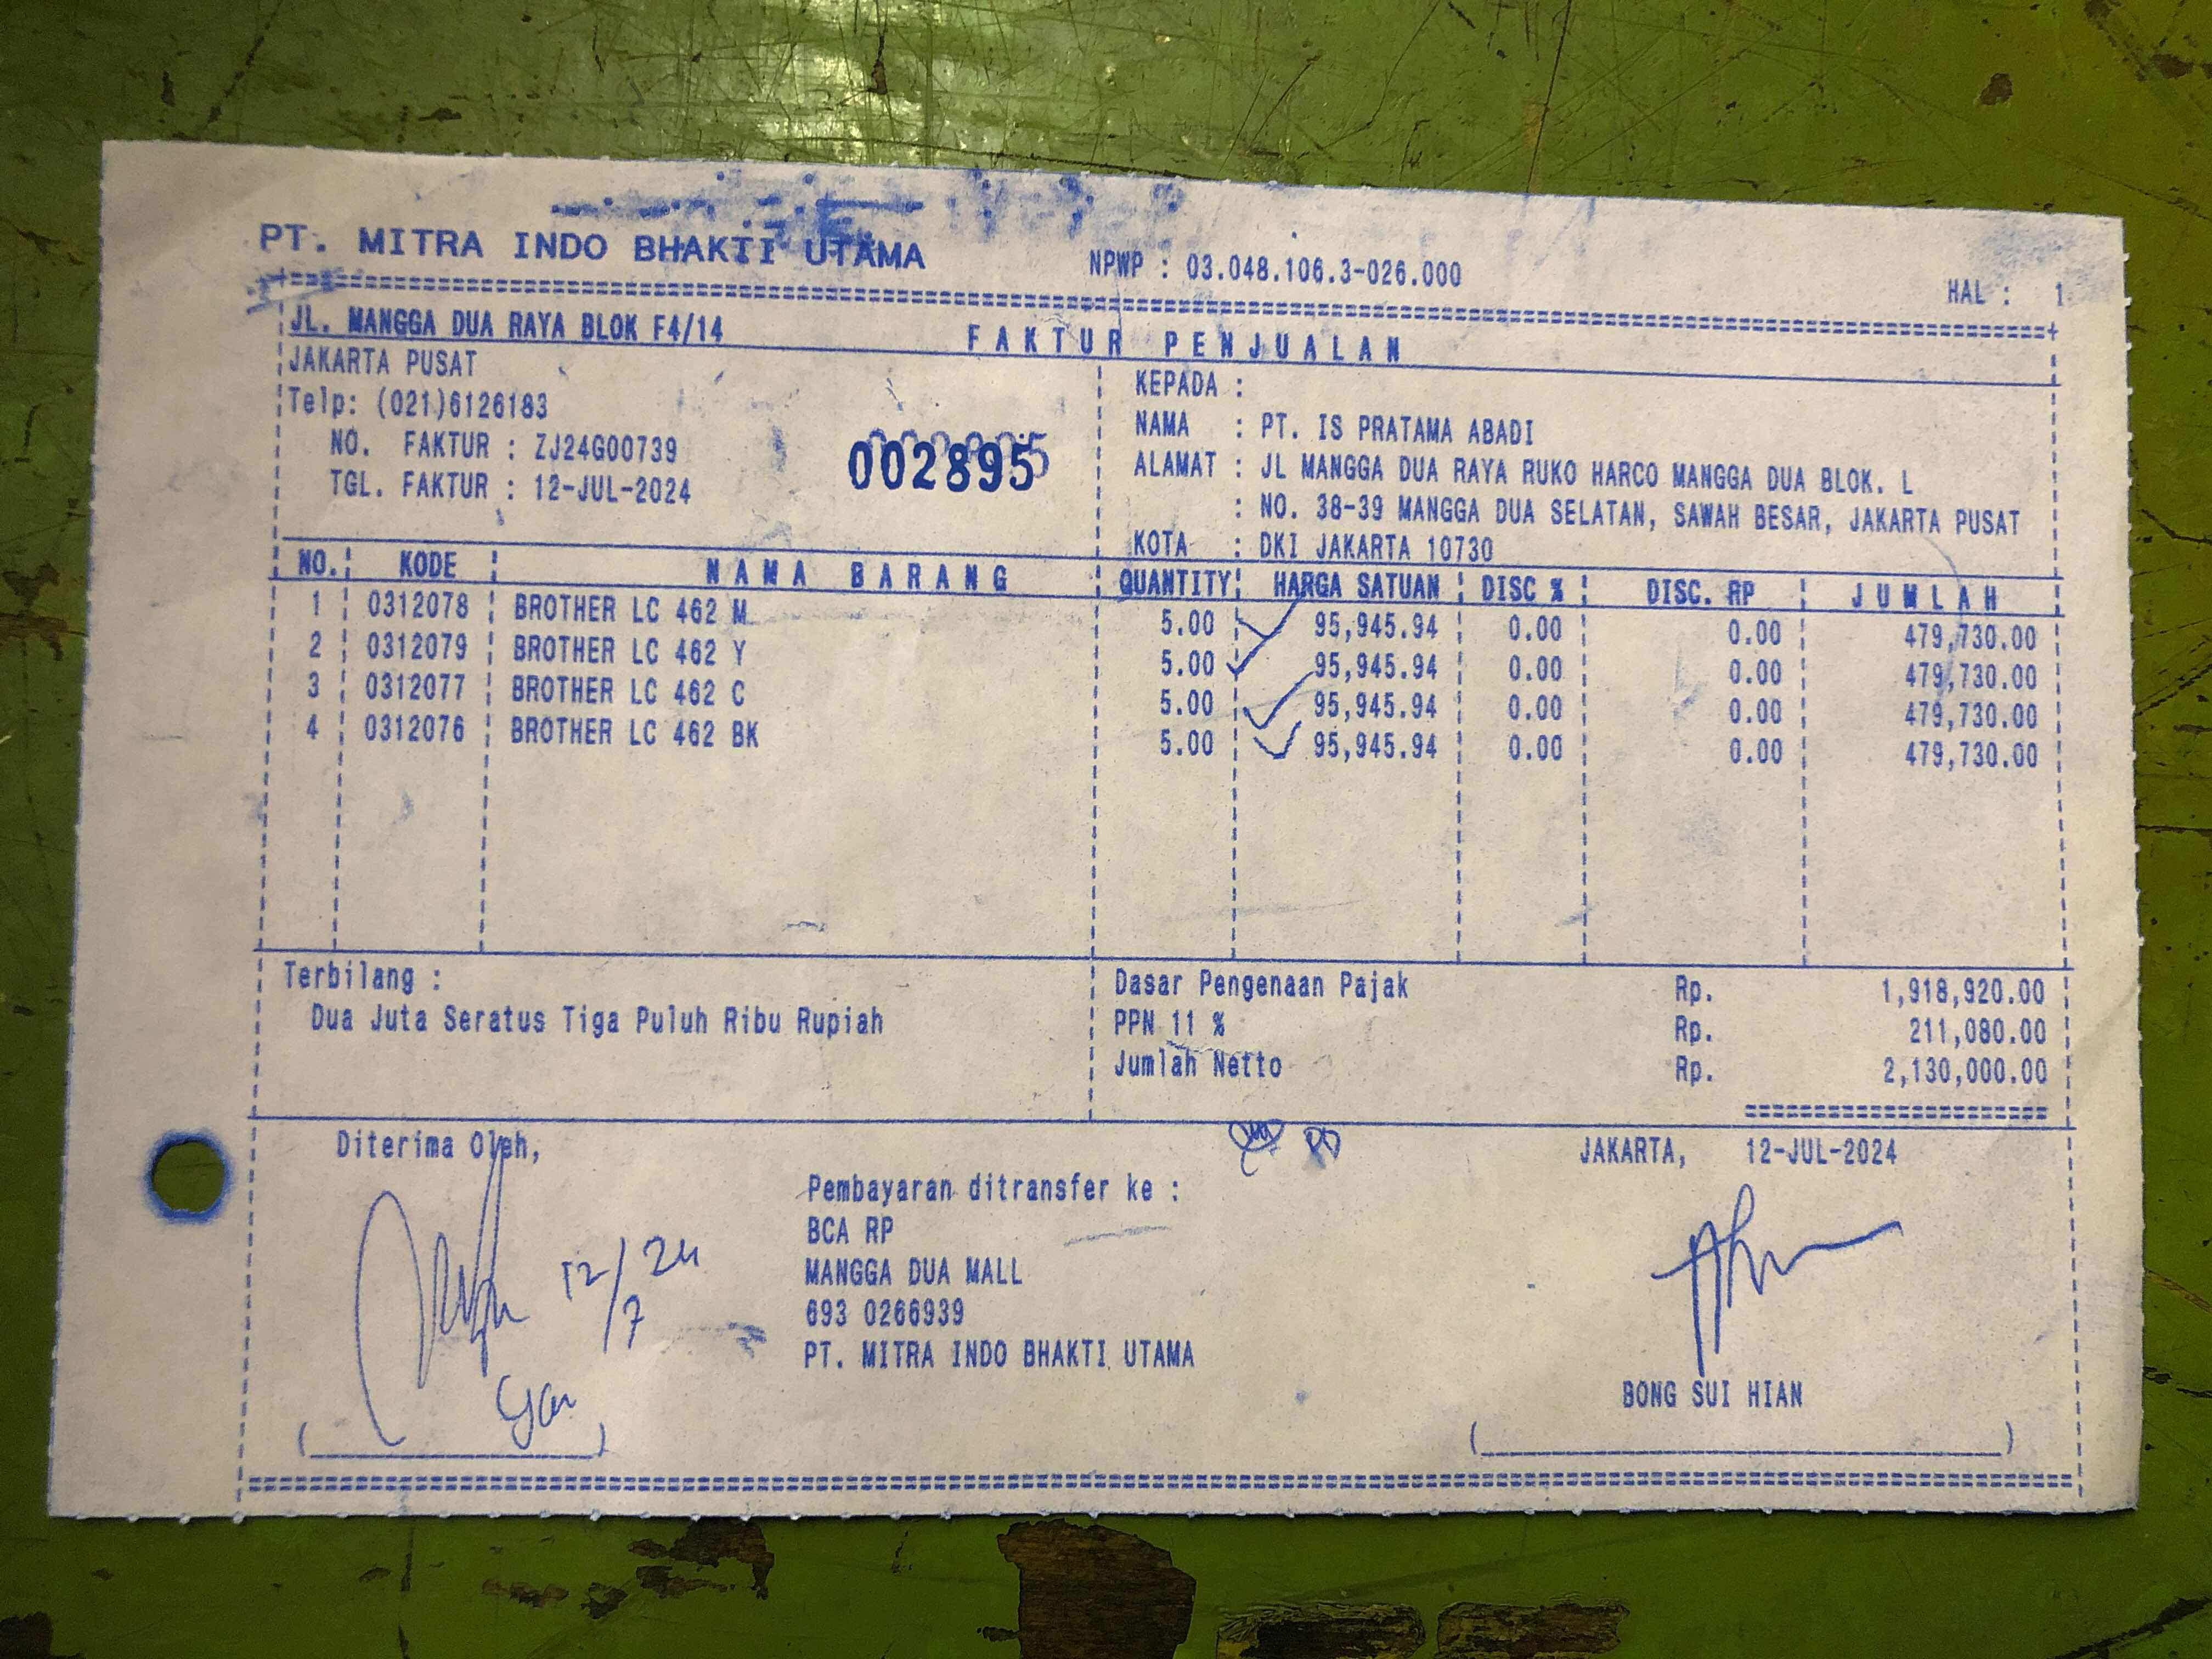 PT. MITRA INDO BHAKTI UTAMA
NPWP : 03.048.106.3-026.000
HAL : 1
JL. MANGGA DUA RAYA BLOK F4/14
FAKTUR PENJUALAN
JAKARTA PUSAT
Telp: (021)6126183
NO. FAKTUR : ZJ24G00739
TGL. FAKTUR : 12-JUL-2024
002895
KEPADA :
NAMA : PT. IS PRATAMA ABADI
ALAMAT : JL MANGGA DUA RAYA RUKO HARCO MANGGA DUA BLOK. L
: NO. 38-39 MANGGA DUA SELATAN, SAWAH BESAR, JAKARTA PUSAT
KOTA : DKI JAKARTA 10730
NO. KODE NAMA BARANG QUANTITY HARGA SATUAN DISC % DISC. RP JUMLAH
1 0312078 BROTHER LC 462 M 5.00 95,945.94 0.00 0.00 479,730.00
2 0312079 BROTHER LC 462 Y 5.00 95,945.94 0.00 0.00 479,730.00
3 0312077 BROTHER LC 462 C 5.00 95,945.94 0.00 0.00 479,730.00
4 0312076 BROTHER LC 462 BK 5.00 95,945.94 0.00 0.00 479,730.00
Terbilang :
Dua Juta Seratus Tiga Puluh Ribu Rupiah
Dasar Pengenaan Pajak Rp. 1,918,920.00
PPN 11 % Rp. 211,080.00
Jumlah Netto Rp. 2,130,000.00
Diterima Oleh,
12/7 24
Pembayaran ditransfer ke :
BCA RP
MANGGA DUA MALL
693 0266939
PT. MITRA INDO BHAKTI UTAMA
JAKARTA, 12-JUL-2024
BONG SUI HIAN